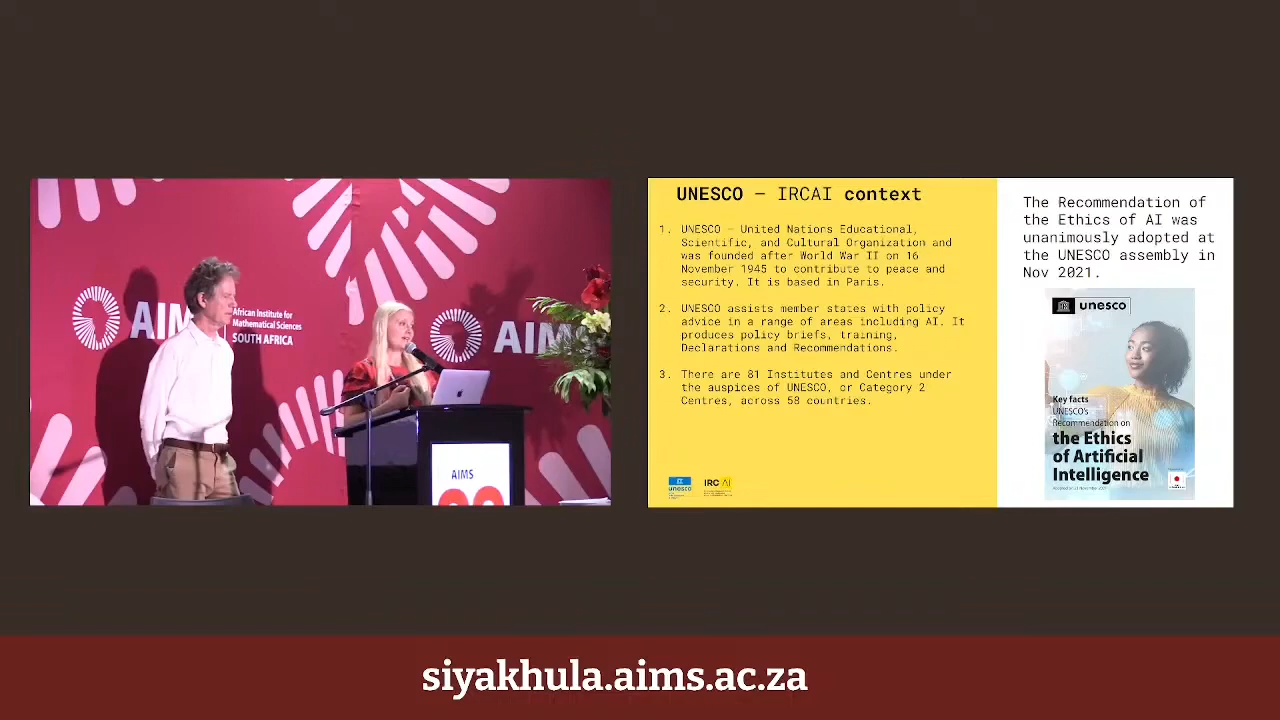 AIMS
African Institute for
Mathematical Sciences
SOUTH AFRICA
AIMS
AIMS
UNESCO – IRCAI context
1. UNESCO – United Nations Educational,
Scientific, and Cultural Organization and
was founded after World War II on 16
November 1945 to contribute to peace and
security. It is based in Paris.
2. UNESCO assists member states with policy
advice in a range of areas including AI. It
produces policy briefs, training,
Declarations and Recommendations.
3. There are 81 Institutes and Centres under
the auspices of UNESCO, or Category 2
Centres, across 58 countries.
unesco
IRCAI
The Recommendation of
the Ethics of AI was
unanimously adopted at
the UNESCO assembly in
Nov 2021.
unesco
Key facts
UNESCO's
Recommendation on
the Ethics
of Artificial
Intelligence
siyakhula.aims.ac.za